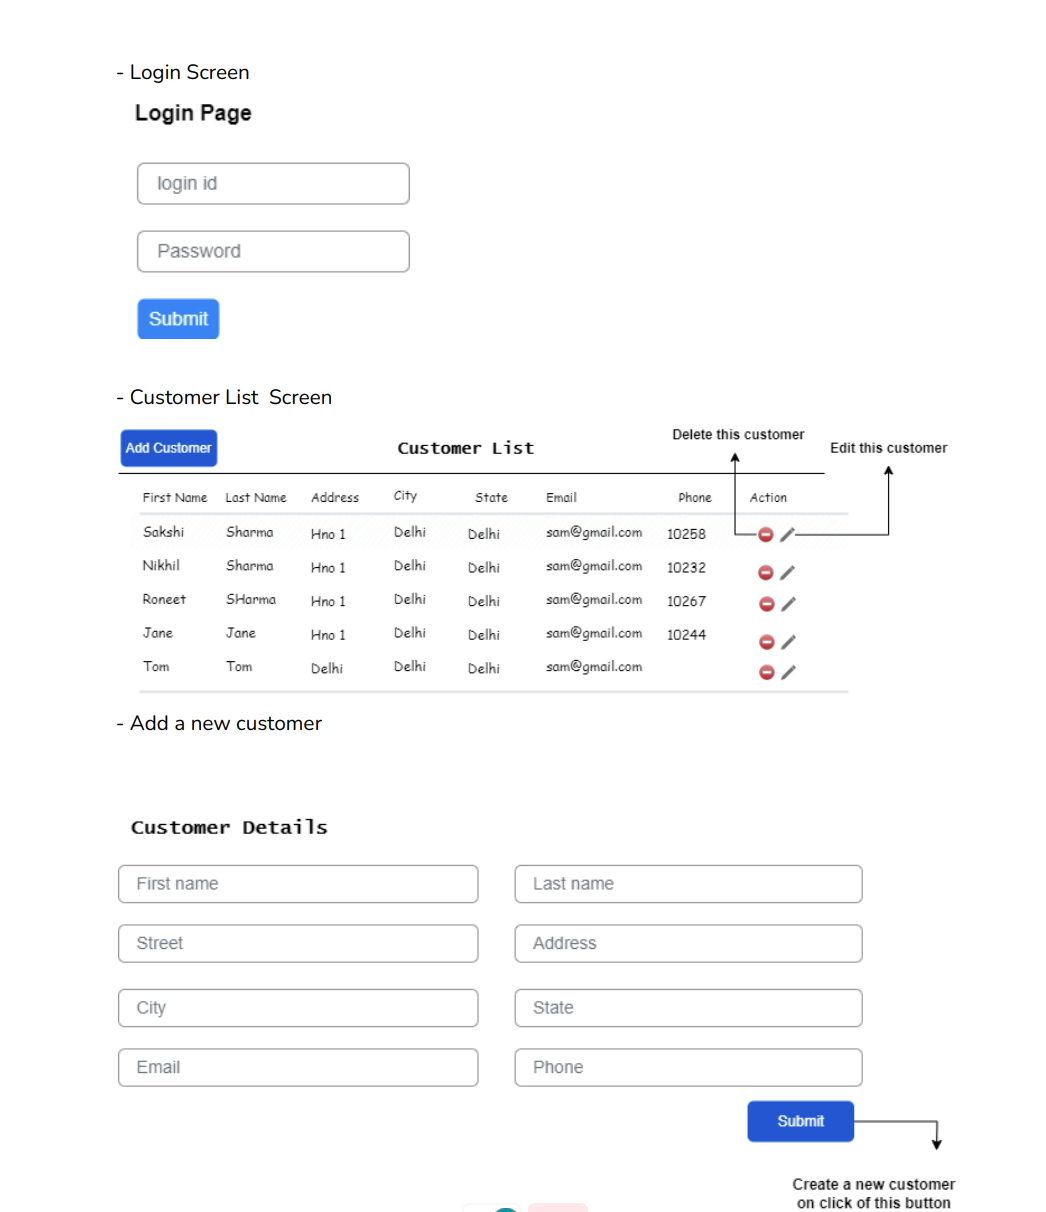 - Login Screen
Login Page
login id
Password
Submit
- Customer List  Screen
Add Customer
Customer List
Delete this customer
Edit this customer
First Name Last Name Address City State Email Phone Action
Sakshi Sharma Hno 1 Delhi Delhi sam@gmail.com 10258
Nikhil Sharma Hno 1 Delhi Delhi sam@gmail.com 10232
Roneet SHarma Hno 1 Delhi Delhi sam@gmail.com 10267
Jane Jane Hno 1 Delhi Delhi sam@gmail.com 10244
Tom Tom Delhi Delhi Delhi sam@gmail.com
- Add a new customer
Customer Details
First name Last name
Street Address
City State
Email Phone
Submit
Create a new customer
on click of this button